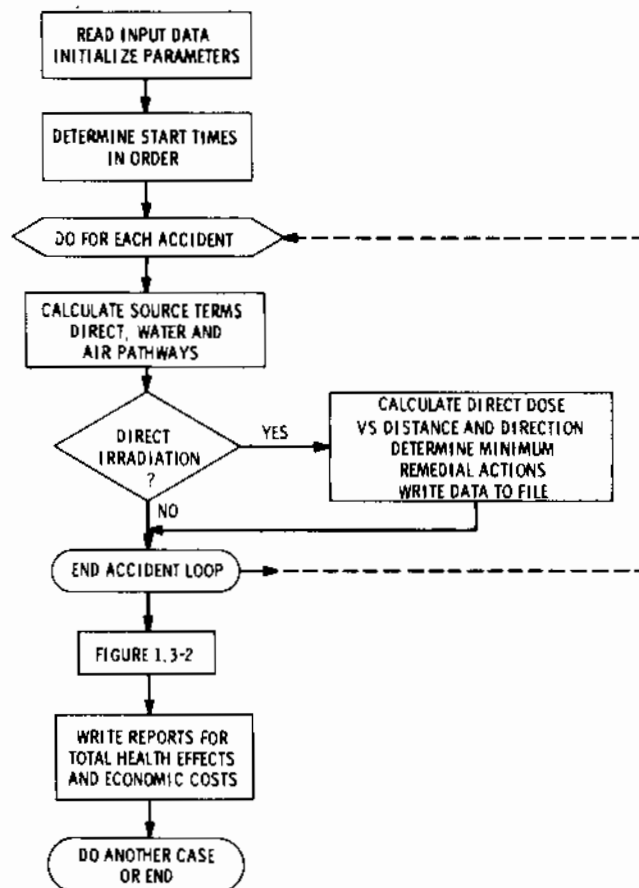 READ INPUT DATA
INITIALIZE PARAMETERS
DETERMINE START TIMES
IN ORDER
DO FOR EACH ACCIDENT
CALCULATE SOURCE TERMS
DIRECT, WATER AND
AIR PATHWAYS
DIRECT
IRRADIATION
?
YES
CALCULATE DIRECT DOSE
VS DISTANCE AND DIRECTION
DETERMINE MINIMUM
REMEDIAL ACTIONS
WRITE DATA TO FILE
NO
END ACCIDENT LOOP
FIGURE 1.3-2
WRITE REPORTS FOR
TOTAL HEALTH EFFECTS
AND ECONOMIC COSTS
DO ANOTHER CASE
OR END